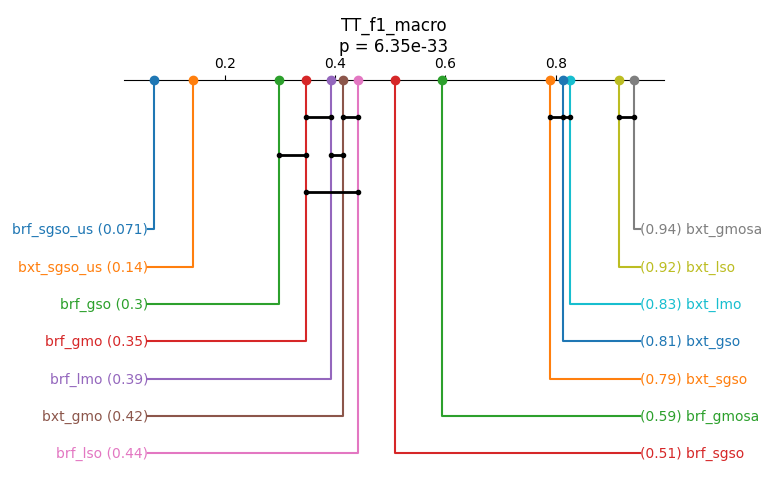 TT_f1_macro
p = 6.35e-33
0.2 0.4 0.6 0.8
brf_sgso_us (0.071) (0.94) bxt_gmosa
bxt_sgso_us (0.14) (0.92) bxt_lso
brf_gso (0.3) (0.83) bxt_lmo
brf_gmo (0.35) (0.81) bxt_gso
brf_lmo (0.39) (0.79) bxt_sgso
bxt_gmo (0.42) (0.59) brf_gmosa
brf_lso (0.44) (0.51) brf_sgso